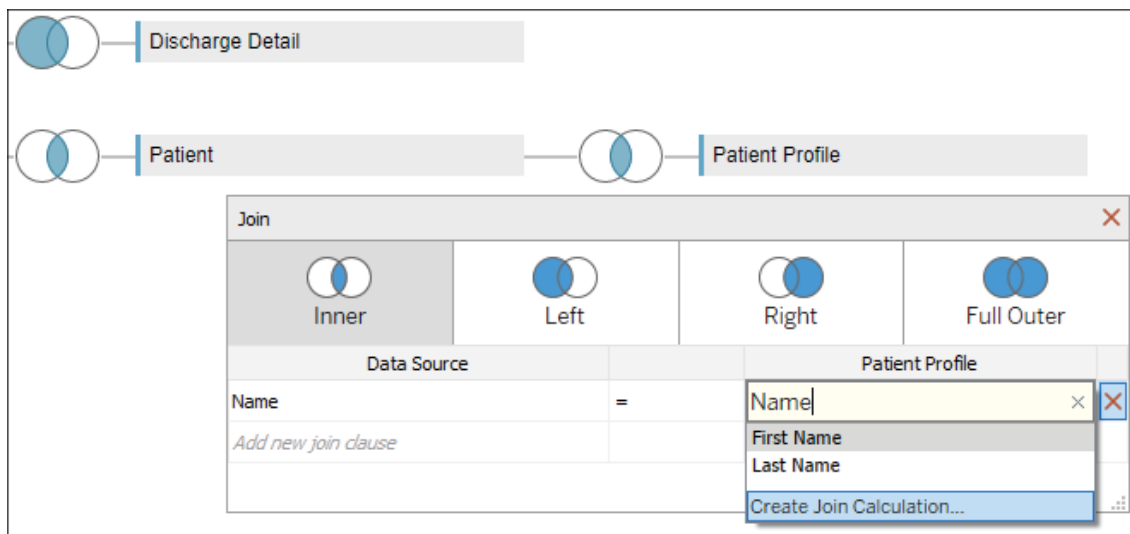 Discharge Detail
Patient
Patient Profile
Join
Inner
Left
Right
Full Outer
Data Source
Patient Profile
Name
=
Name
Add new join clause
First Name
Last Name
Create Join Calculation...